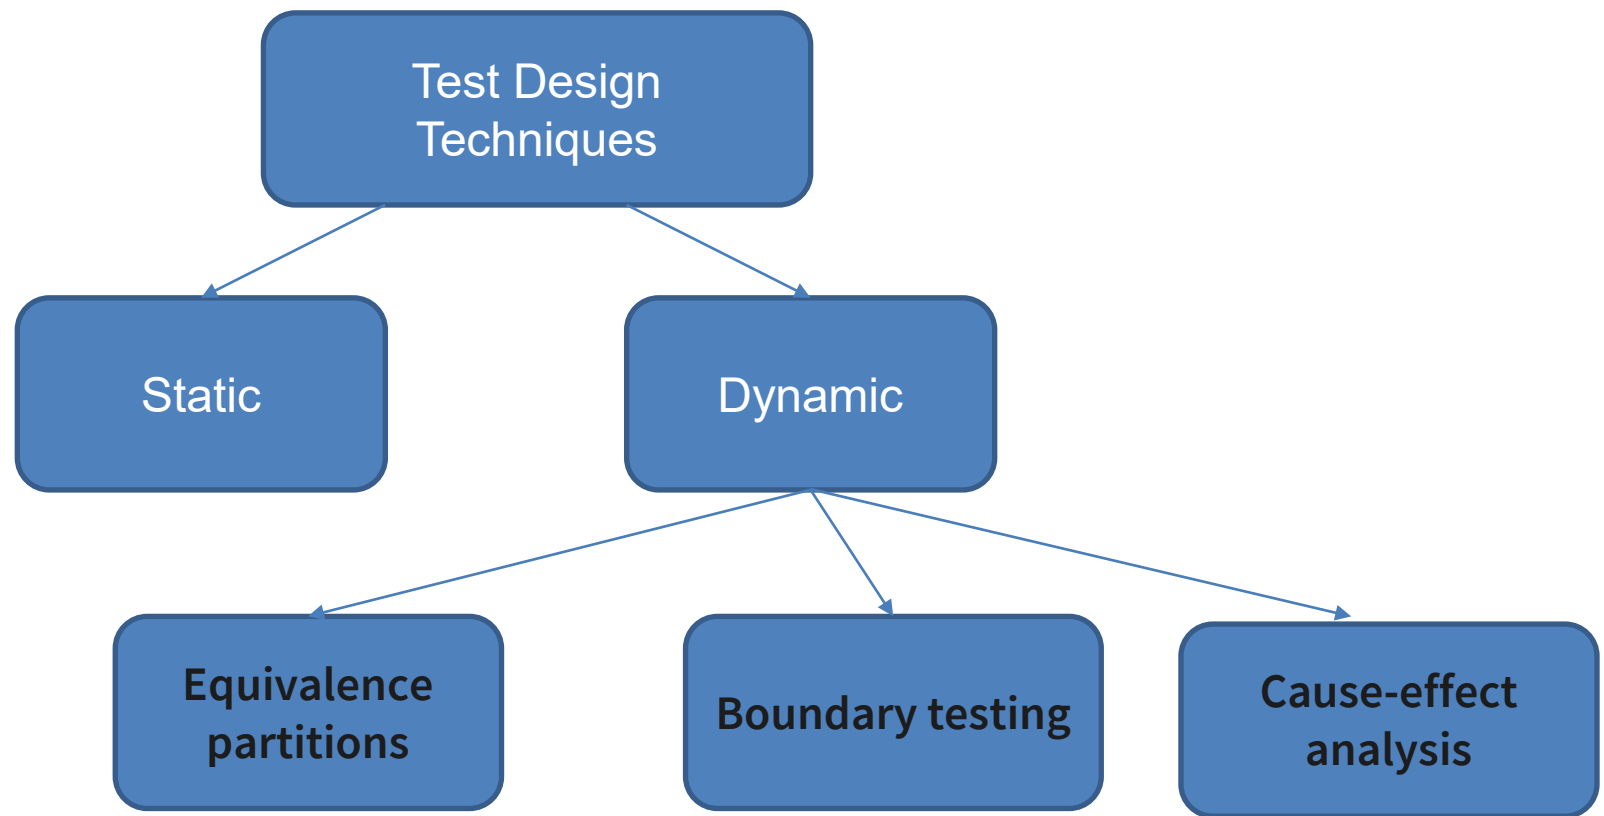 Test Design
Techniques
Static
Dynamic
Equivalence
partitions
Boundary testing
Cause-effect
analysis